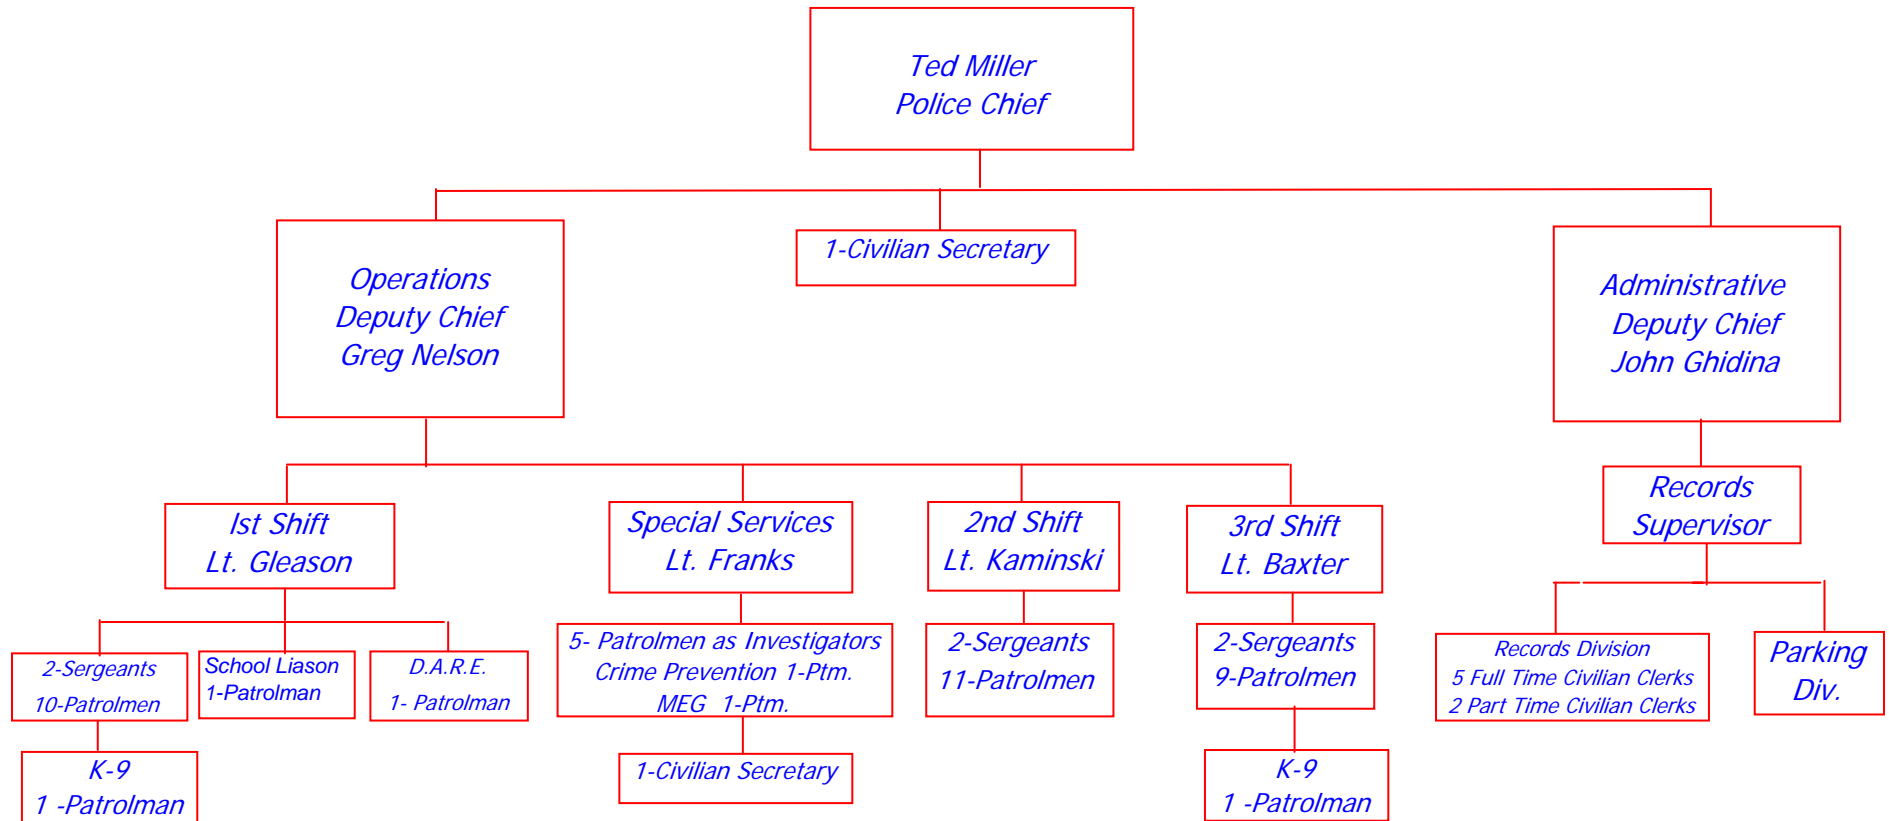 Ted Miller
Police Chief
1-Civilian Secretary
Operations
Deputy Chief
Greg Nelson
Administrative
Deputy Chief
John Ghidina
Ist Shift
Lt. Gleason
Special Services
Lt. Franks
2nd Shift
Lt. Kaminski
3rd Shift
Lt. Baxter
Records
Supervisor
2-Sergeants
10-Patrolmen
School Liason
1-Patrolman
D.A.R.E.
1- Patrolman
5- Patrolmen as Investigators
Crime Prevention 1-Ptm.
MEG 1-Ptm.
2-Sergeants
11-Patrolmen
2-Sergeants
9-Patrolmen
Records Division
5 Full Time Civilian Clerks
2 Part Time Civilian Clerks
Parking
Div.
K-9
1 -Patrolman
1-Civilian Secretary
K-9
1 -Patrolman